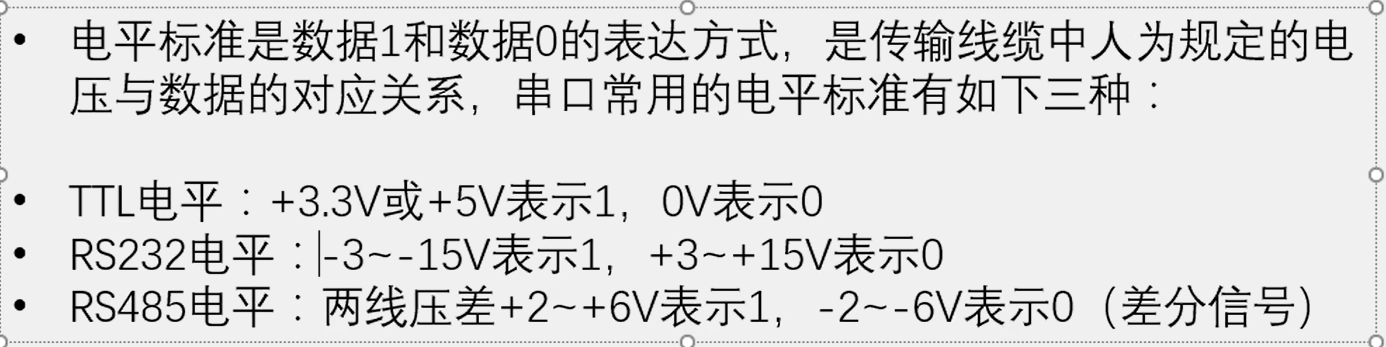 • 电平标准是数据1和数据0的表达方式，是传输线缆中人为规定的电
压与数据的对应关系，串口常用的电平标准有如下三种：
• TTL电平：+3.3V或+5V表示1，0V表示0
• RS232电平：-3~-15V表示1，+3~+15V表示0
• RS485电平：两线压差+2~+6V表示1，-2~-6V表示0（差分信号）